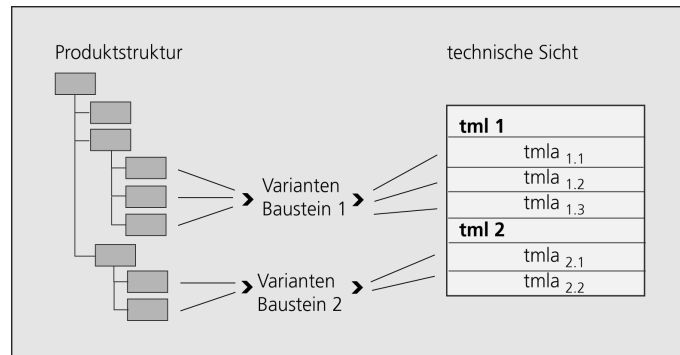 Produktstruktur
technische Sicht
tml 1
tmla 1.1
tmla 1.2
tmla 1.3
Varianten
Baustein 1
tml 2
tmla 2.1
tmla 2.2
Varianten
Baustein 2